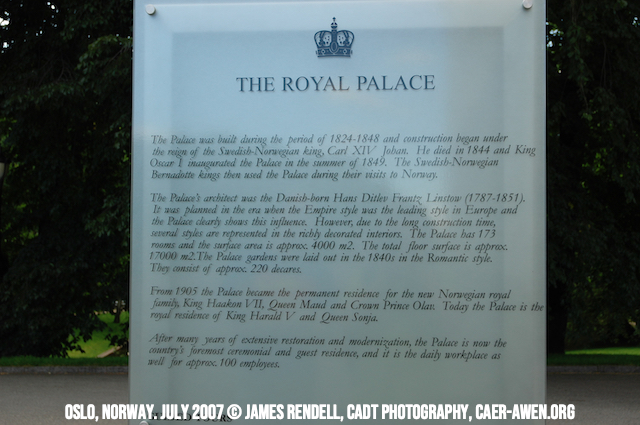 THE ROYAL PALACE
The Palace was built during the period of 1824-1848 and construction began under
the reign of the Swedish-Norwegian king, Carl XIV Johan. He died in 1844 and King
Oscar I inaugurated the Palace in the summer of 1849. The Swedish-Norwegian
Bernadotte kings then used the Palace during their visits to Norway.
The Palace's architect was the Danish-born Hans Ditlev Frantz Linstow (1787-1851).
It was planned in the era when the Empire style was the leading style in Europe and
the Palace clearly shows this influence. However, due to the long construction time,
several styles are represented in the richly decorated interiors. The Palace has 173
rooms and the surface area is approx. 4000 m2. The total floor surface is approx.
17000 m2.The Palace gardens were laid out in the 1840s in the Romantic style.
They consist of approx. 220 decares.
From 1905 the Palace became the permanent residence for the new Norwegian royal
family, King Haakon VII, Queen Maud and Crown Prince Olav. Today the Palace is the
royal residence of King Harald V and Queen Sonja.
After many years of extensive restoration and modernization, the Palace is now the
country's foremost ceremonial and guest residence, and it is the daily workplace as
well for approx. 100 employees.
OSLO, NORWAY. JULY 2007 © JAMES RENDELL, CADT PHOTOGRAPHY, CAER-AWEN.ORG